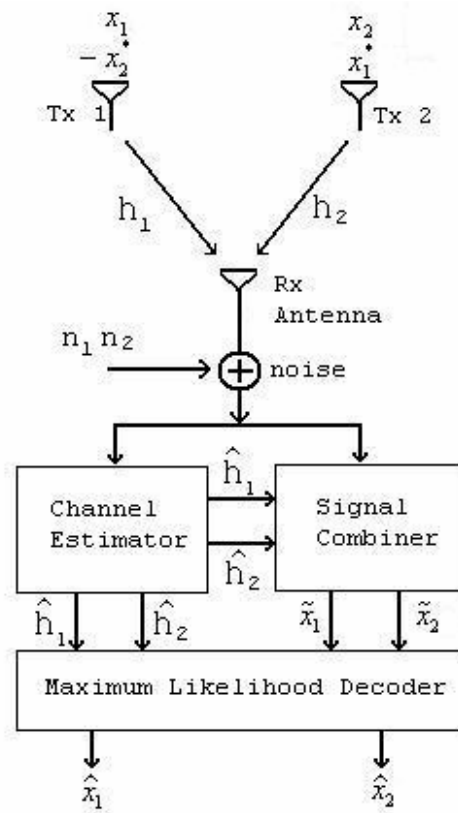 x₁
x₂
− x₂*
x₁*
Tx 1
Tx 2
h₁
h₂
Rx
Antenna
n₁ n₂
noise
ĥ₁
Channel
Estimator
Signal
Combiner
ĥ₂
ĥ₁
ĥ₂
x̃₁
x̃₂
Maximum Likelihood Decoder
x̂₁
x̂₂